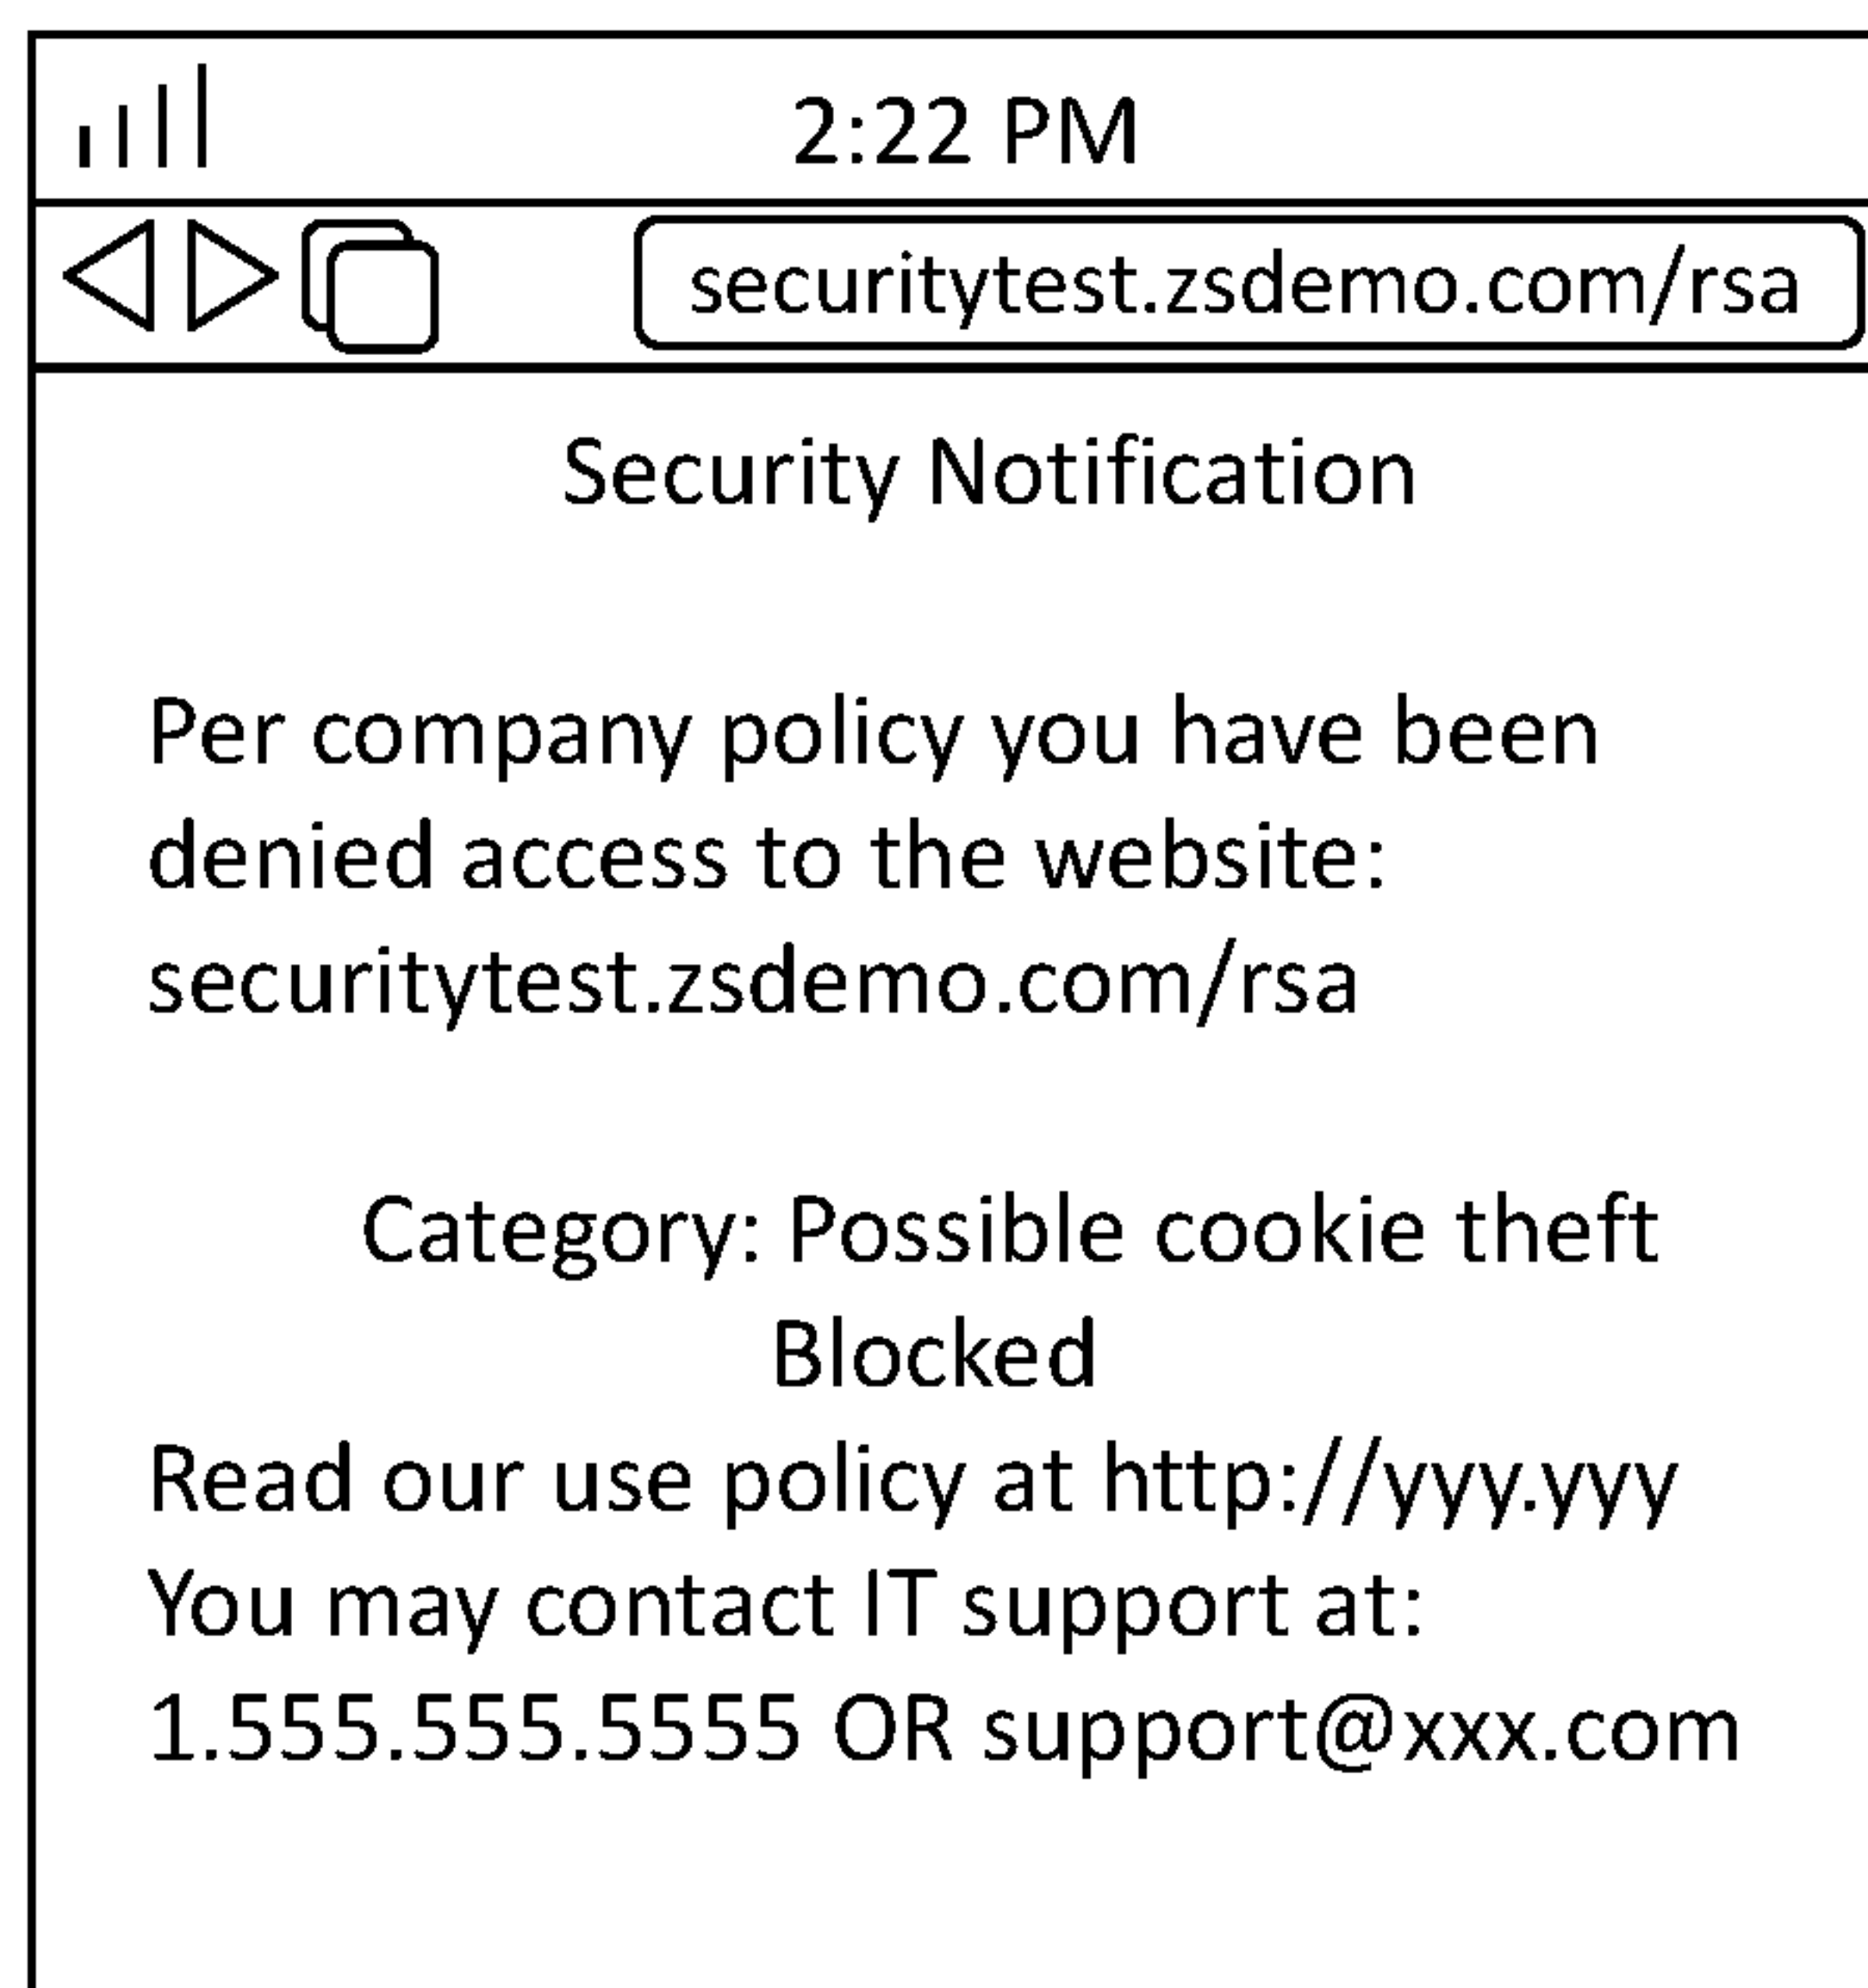 2:22 PM
securitytest.zsdemo.com/rsa
Security Notification
Per company policy you have been
denied access to the website:
securitytest.zsdemo.com/rsa
Category: Possible cookie theft
Blocked
Read our use policy at http://yyy.yyy
You may contact IT support at:
1.555.555.5555 OR support@xxx.com